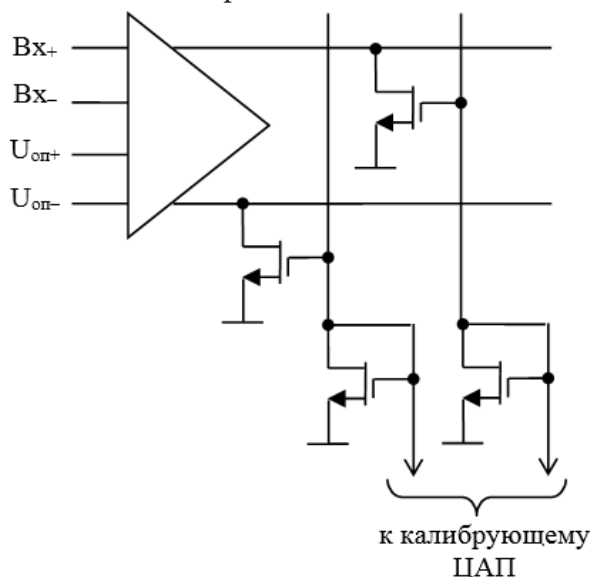 Вх+
Вх–
Uоп+
Uоп–
к калибрующему
ЦАП